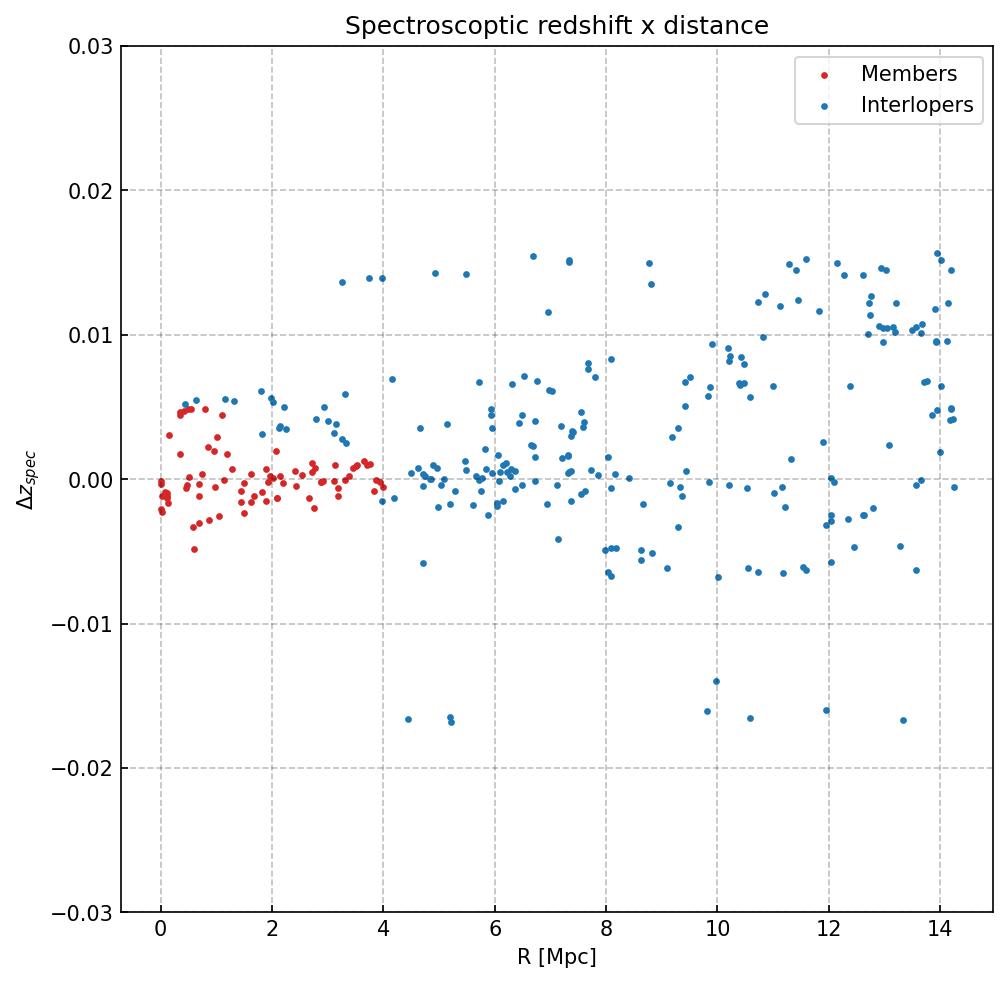 Spectroscoptic redshift x distance
Members
Interlopers
0.03
0.02
0.01
0.00
−0.01
−0.02
−0.03
Δz_spec
0 2 4 6 8 10 12 14
R [Mpc]